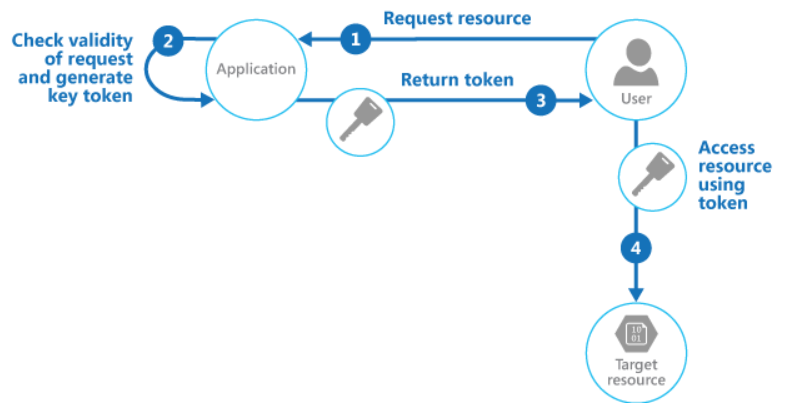 Request resource
1
2
Check validity
of request
and generate
key token
Application
User
Return token
3
Access
resource
using
token
4
10
01
Target
resource